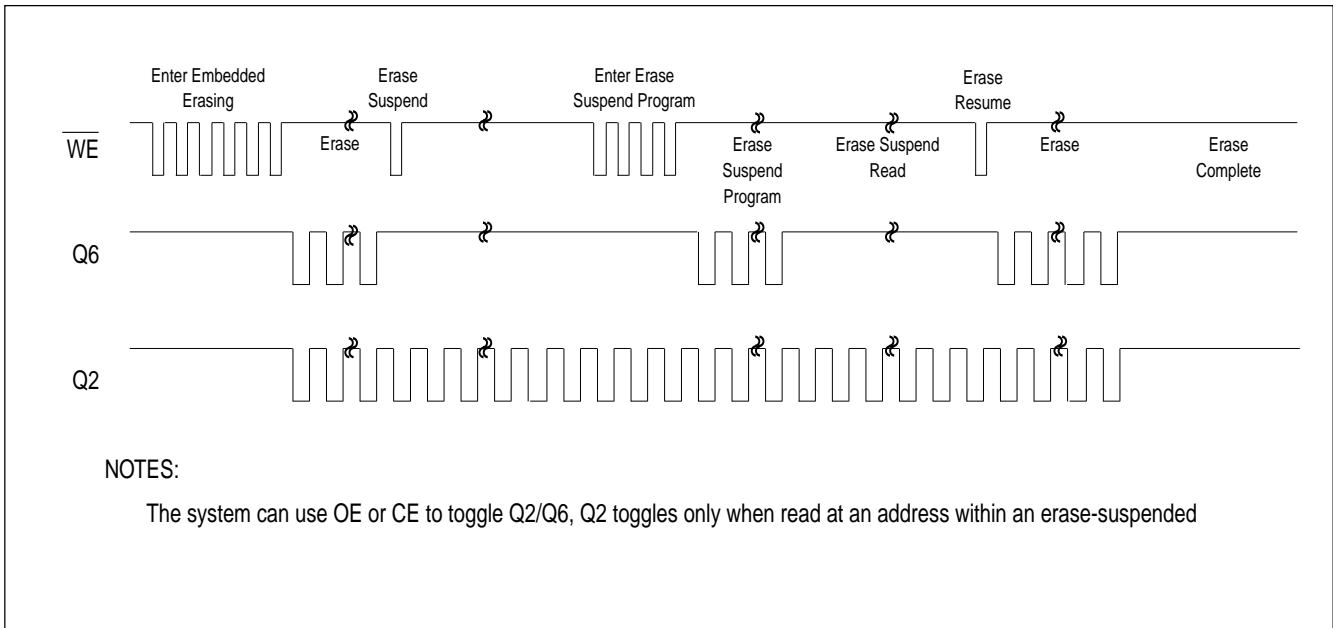 Enter Embedded
Erasing
Erase
Suspend
Enter Erase
Suspend Program
Erase
Resume
WE
Erase
Erase
Suspend
Program
Erase Suspend
Read
Erase
Erase
Complete
Q6
Q2
NOTES:
The system can use OE or CE to toggle Q2/Q6, Q2 toggles only when read at an address within an erase-suspended